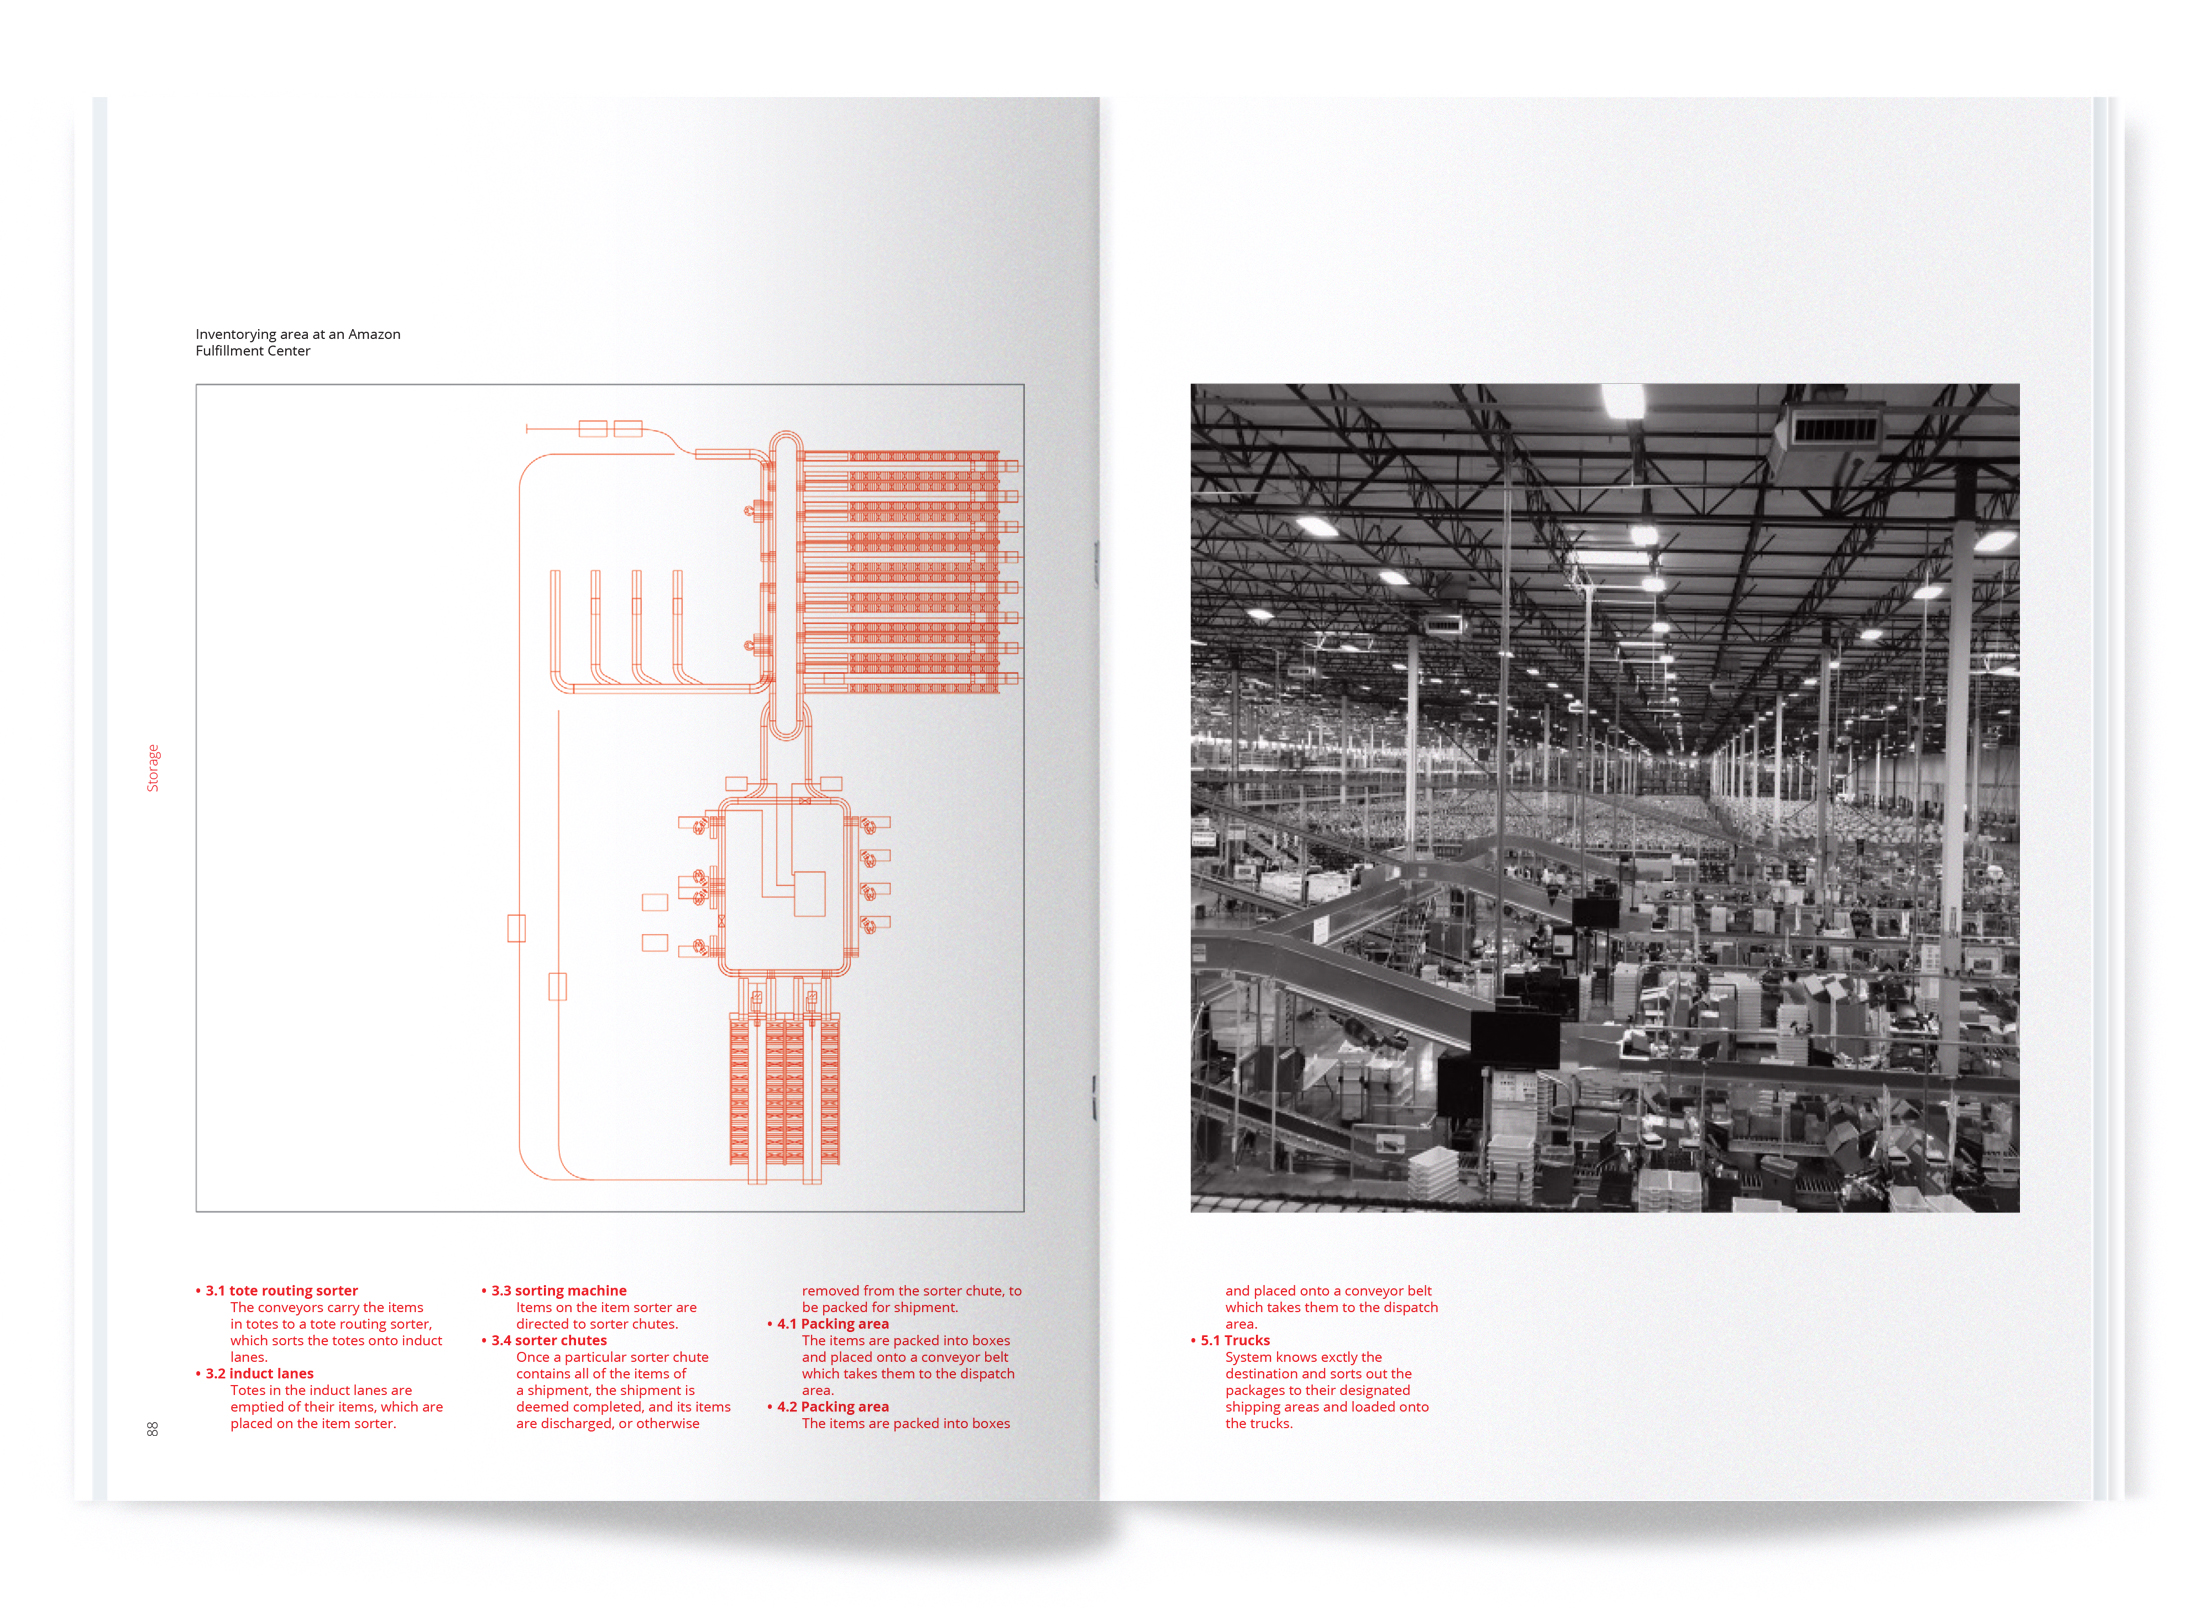 Inventorying area at an Amazon
Fulfillment Center
Storage
• 3.1 tote routing sorter
The conveyors carry the items
in totes to a tote routing sorter,
which sorts the totes onto induct
lanes.
• 3.2 induct lanes
Totes in the induct lanes are
emptied of their items, which are
placed on the item sorter.
• 3.3 sorting machine
Items on the item sorter are
directed to sorter chutes.
• 3.4 sorter chutes
Once a particular sorter chute
contains all of the items of
a shipment, the shipment is
deemed completed, and its items
are discharged, or otherwise
removed from the sorter chute, to
be packed for shipment.
• 4.1 Packing area
The items are packed into boxes
and placed onto a conveyor belt
which takes them to the dispatch
area.
• 4.2 Packing area
The items are packed into boxes
and placed onto a conveyor belt
which takes them to the dispatch
area.
• 5.1 Trucks
System knows exctly the
destination and sorts out the
packages to their designated
shipping areas and loaded onto
the trucks.
88